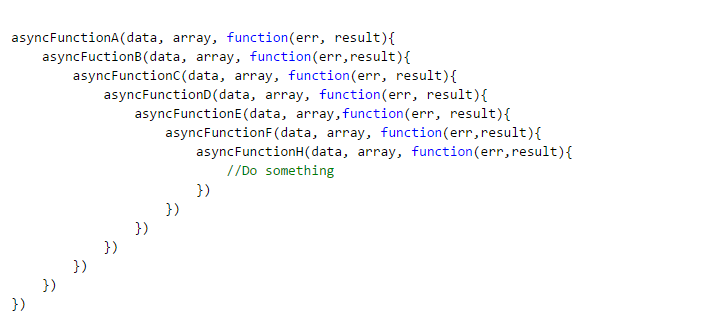 asyncFunctionA(data, array, function(err, result){
    asyncFuctionB(data, array, function(err,result){
        asyncFunctionC(data, array, function(err, result){
            asyncFunctionD(data, array, function(err, result){
                asyncFunctionE(data, array,function(err, result){
                    asyncFunctionF(data, array, function(err,result){
                        asyncFunctionH(data, array, function(err,result){
                            //Do something
                        })
                    })
                })
            })
        })
    })
})